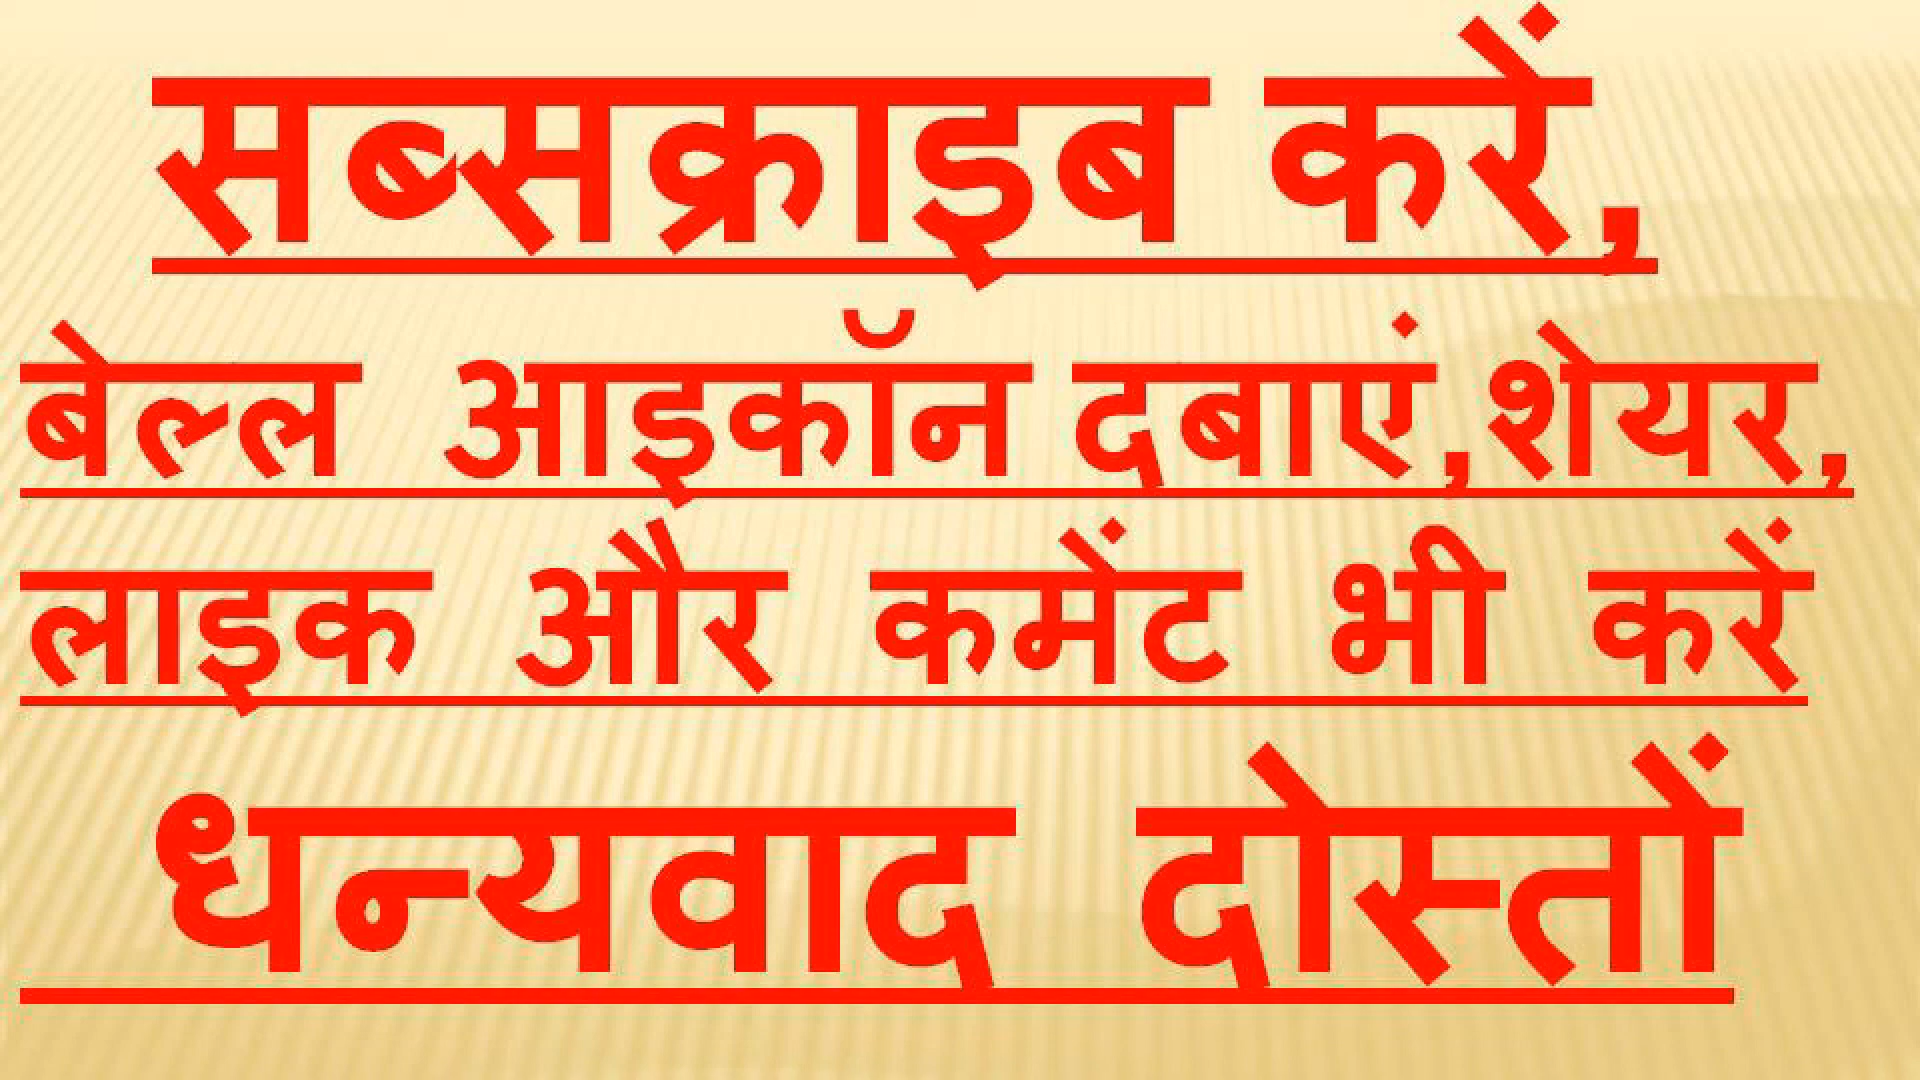 सब्सक्राइब करें,
बेल्ल आइकॉन दबाएं,शेयर,
लाइक और कमेंट भी करें
धन्यवाद दोस्तों